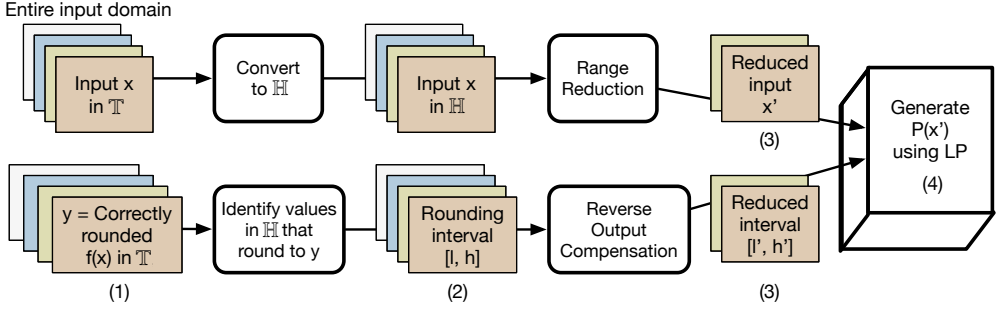 Entire input domain
Input x
in 𝕋
Convert
to ℍ
Input x
in ℍ
Range
Reduction
Reduced
input
x’
(3)
Generate
P(x’)
using LP
(4)
y = Correctly
rounded
f(x) in 𝕋
(1)
Identify values
in ℍ that
round to y
Rounding
interval
[l, h]
(2)
Reverse
Output
Compensation
Reduced
interval
[l’, h’]
(3)